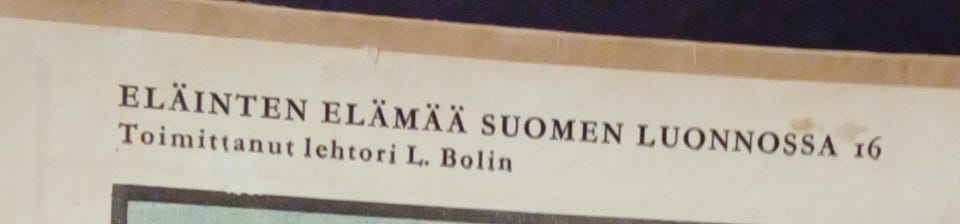 ELÄINTEN ELÄMÄÄ SUOMEN LUONNOSSA 16
Toimittanut lehtori L. Bolin